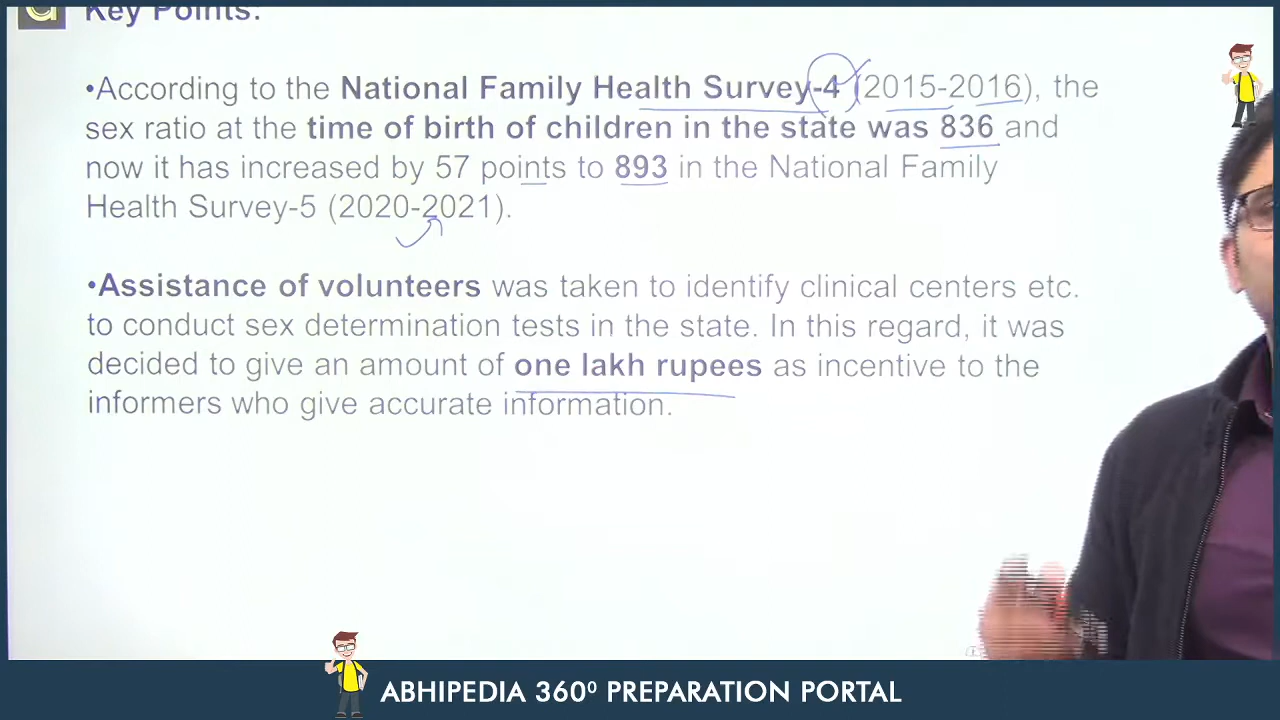 Key Points:
•According to the National Family Health Survey-4 (2015-2016), the
sex ratio at the time of birth of children in the state was 836 and
now it has increased by 57 points to 893 in the National Family
Health Survey-5 (2020-2021).
•Assistance of volunteers was taken to identify clinical centers etc.
to conduct sex determination tests in the state. In this regard, it was
decided to give an amount of one lakh rupees as incentive to the
informers who give accurate information.
ABHIPEDIA 360⁰ PREPARATION PORTAL